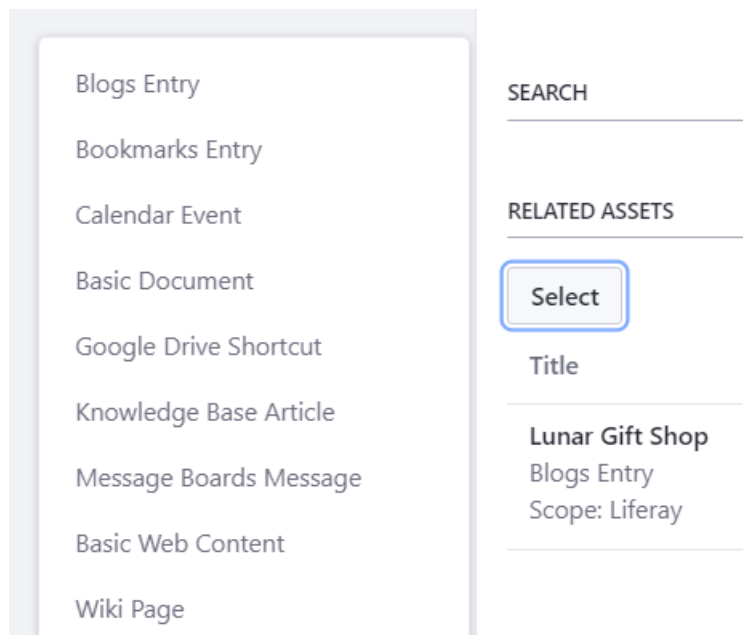 Blogs Entry
Bookmarks Entry
Calendar Event
Basic Document
Google Drive Shortcut
Knowledge Base Article
Message Boards Message
Basic Web Content
Wiki Page
SEARCH
RELATED ASSETS
Select
Title
Lunar Gift Shop
Blogs Entry
Scope: Liferay